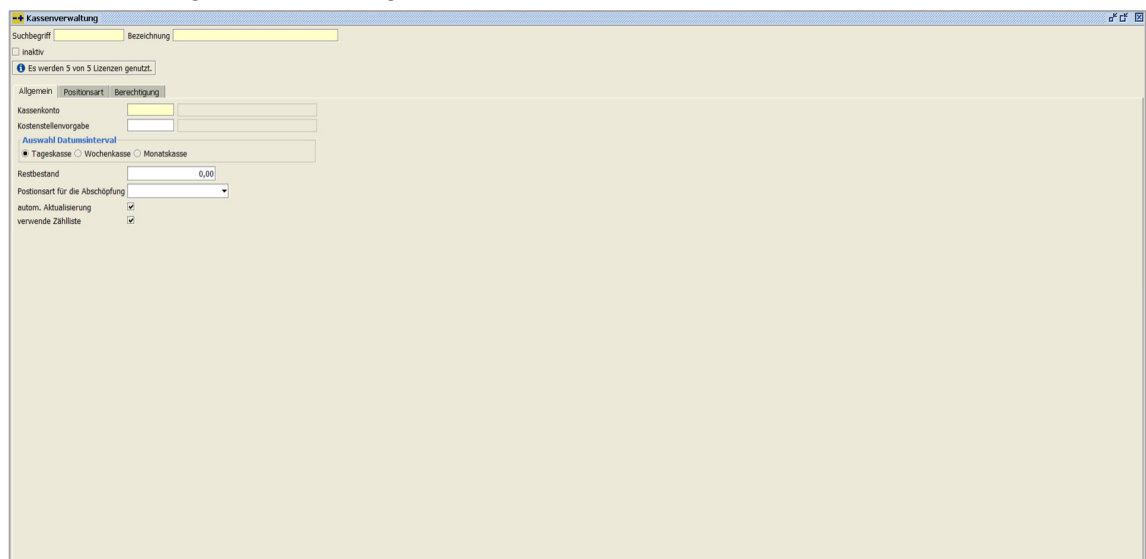 Kassenverwaltung
Suchbegriff Bezeichnung
inaktiv
Es werden 5 von 5 Lizenzen genutzt.
Allgemein Positionsart Berechtigung
Kassenkonto
Kostenstellenvorgabe
Auswahl Datumsinterval
Tageskasse Wochenkasse Monatskasse
Restbestand 0,00
Postionsart für die Abschöpfung
autom. Aktualisierung
verwende Zählliste